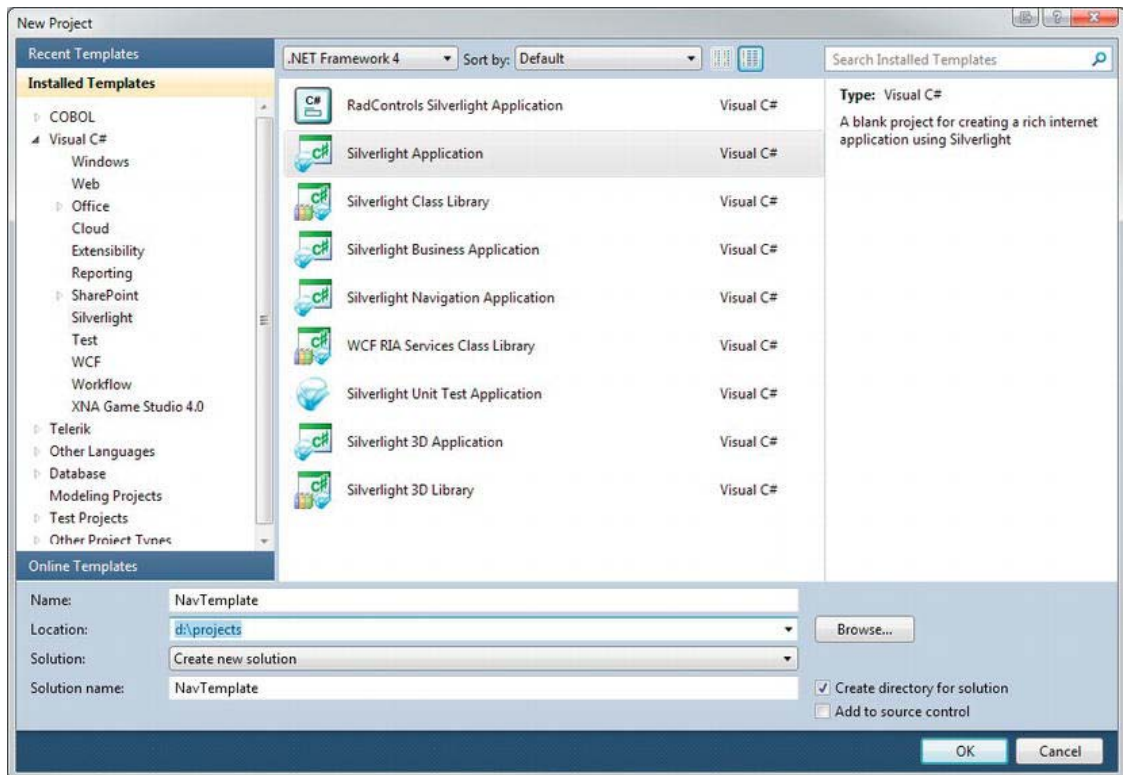 New Project
Recent Templates
Installed Templates
COBOL
Visual C#
Windows
Web
Office
Cloud
Extensibility
Reporting
SharePoint
Silverlight
Test
WCF
Workflow
XNA Game Studio 4.0
Telerik
Other Languages
Database
Modeling Projects
Test Projects
Other Project Types
Online Templates
.NET Framework 4 Sort by: Default
RadControls Silverlight Application Visual C#
Silverlight Application Visual C#
Silverlight Class Library Visual C#
Silverlight Business Application Visual C#
Silverlight Navigation Application Visual C#
WCF RIA Services Class Library Visual C#
Silverlight Unit Test Application Visual C#
Silverlight 3D Application Visual C#
Silverlight 3D Library Visual C#
Search Installed Templates
Type: Visual C#
A blank project for creating a rich internet
application using Silverlight
Name: NavTemplate
Location: d:\projects Browse...
Solution: Create new solution
Solution name: NavTemplate
Create directory for solution
Add to source control
OK Cancel